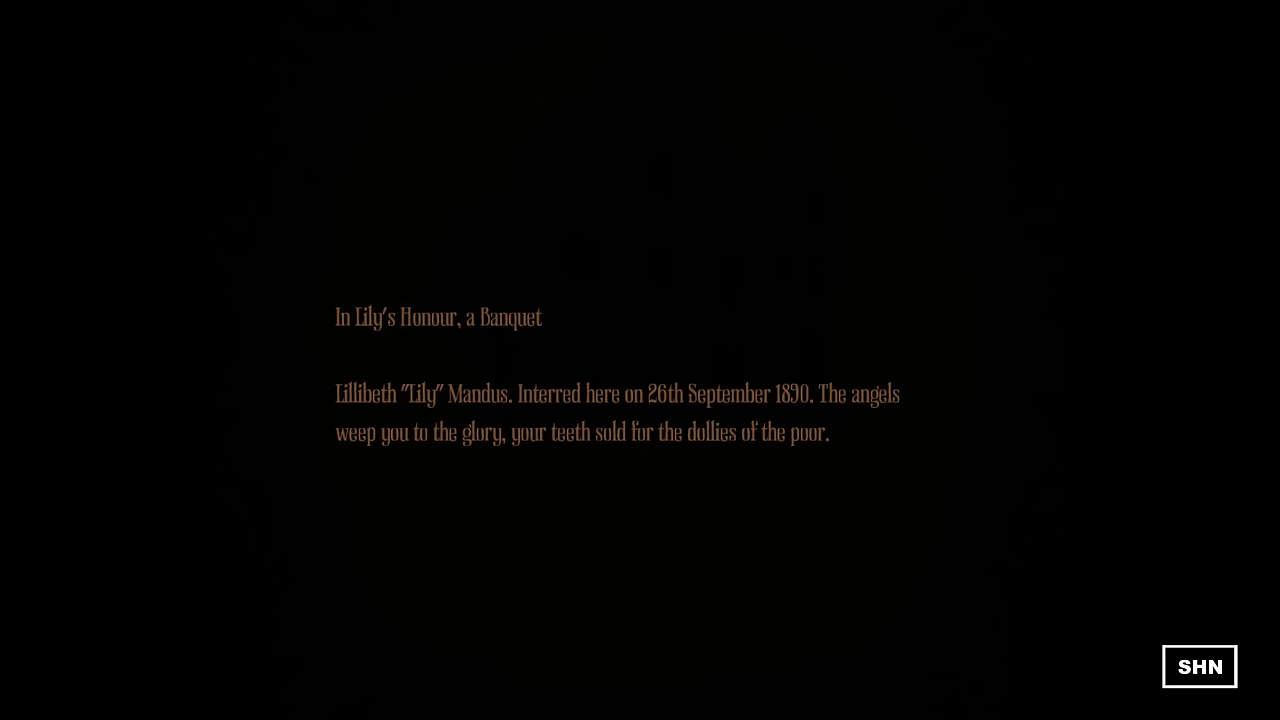 In Lily's Honour, a Banquet
Lillibeth "Lily" Mandus. Interred here on 26th September 1890. The angels
weep you to the glory, your teeth sold for the dollies of the poor.
SHN